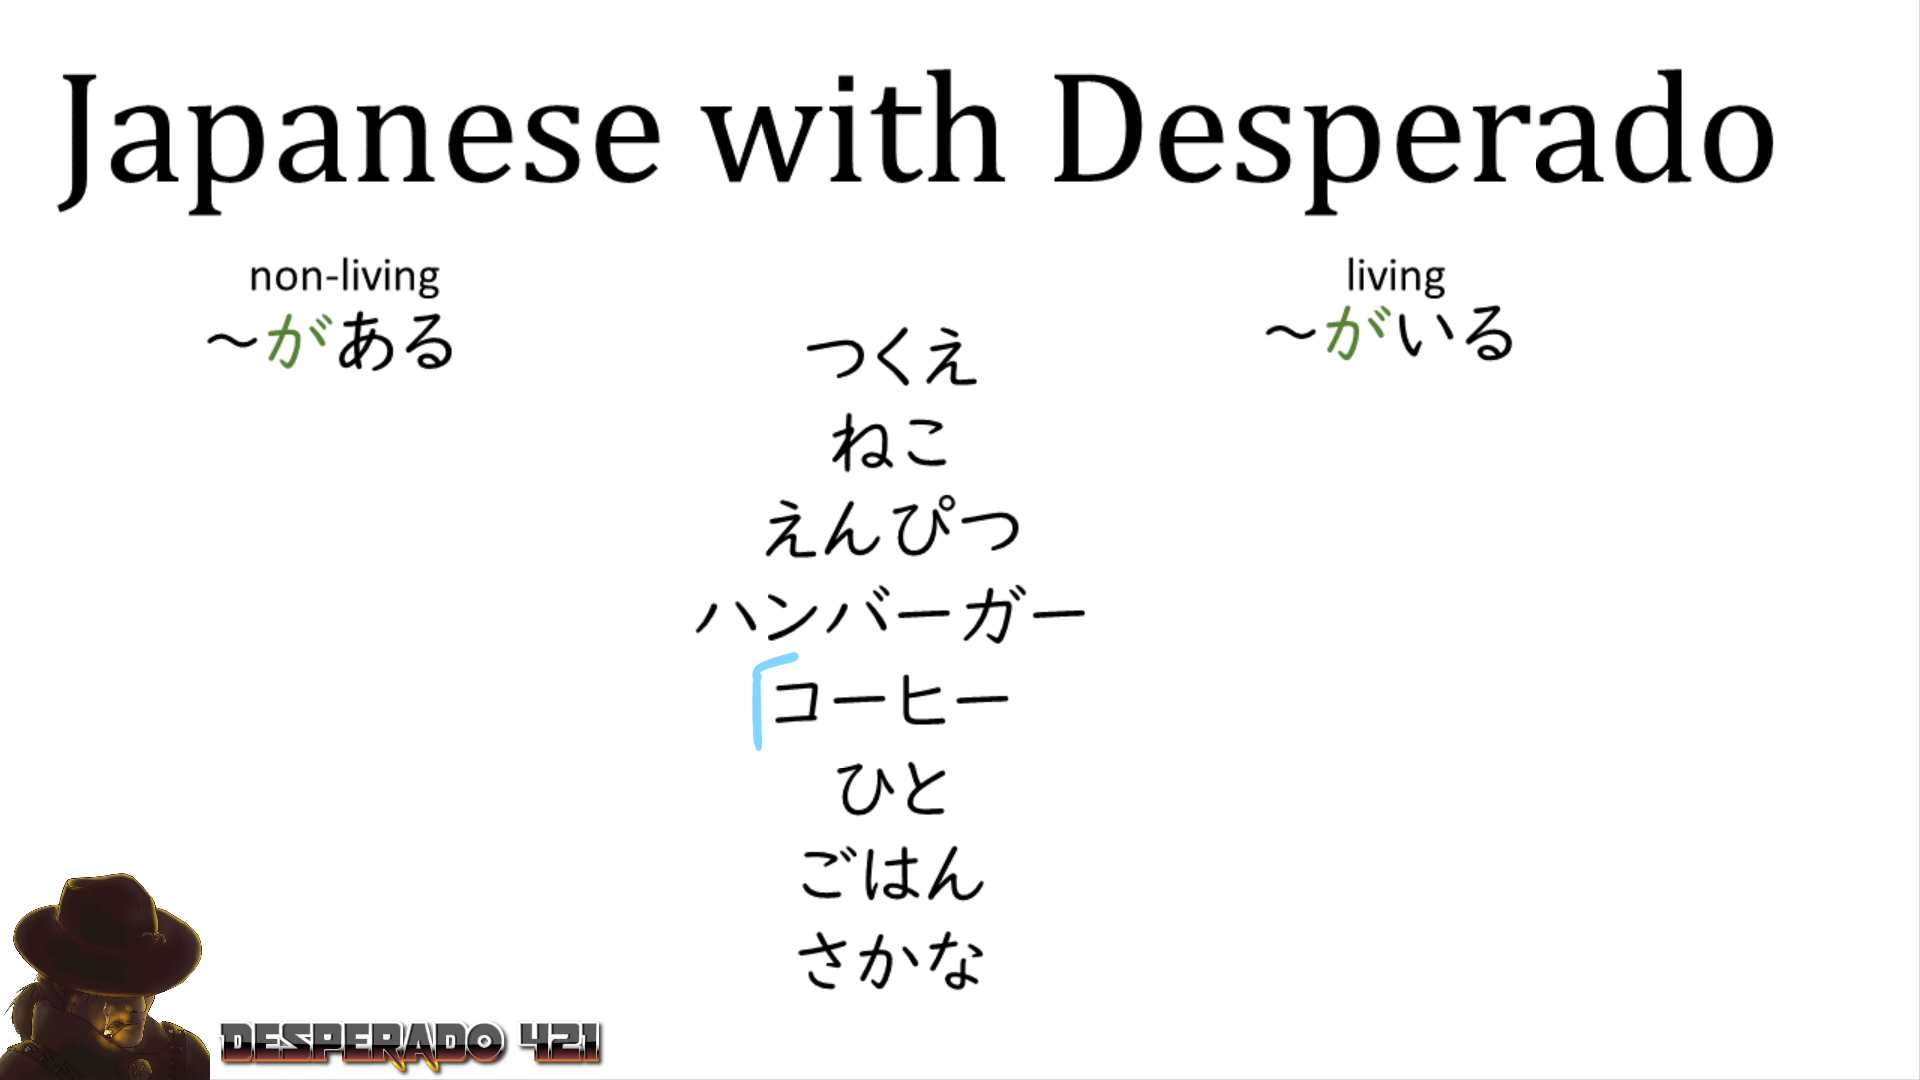 Japanese with Desperado
non-living
～がある
living
～がいる
つくえ
ねこ
えんぴつ
ハンバーガー
コーヒー
ひと
ごはん
さかな
DESPERADO 421